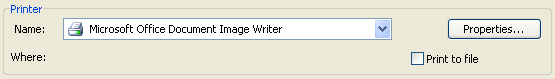 Printer
Name: Microsoft Office Document Image Writer Properties...
Where: Print to file